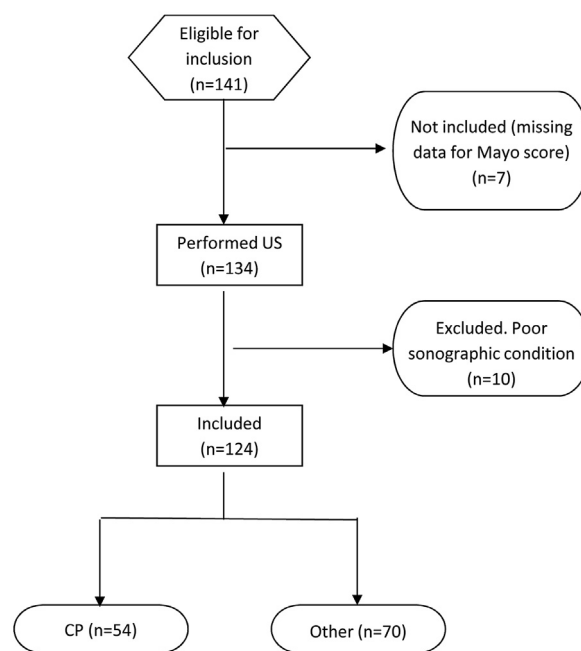 Eligible for
inclusion
(n=141)
Not included (missing
data for Mayo score)
(n=7)
Performed US
(n=134)
Excluded. Poor
sonographic condition
(n=10)
Included
(n=124)
CP (n=54)
Other (n=70)